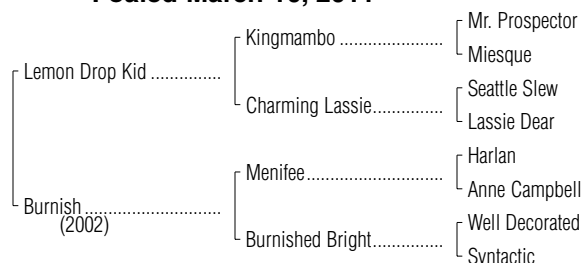 Foaled March 2011
Mr. Prospector
Kingmambo ......................
Miesque
Lemon Drop Kid ...............
Seattle Slew
Charming Lassie...............
Lassie Dear
Harlan
Menifee.............................
Anne Campbell
Burnish .............................
(2002)
Well Decorated
Burnished Bright...............
Syntactic